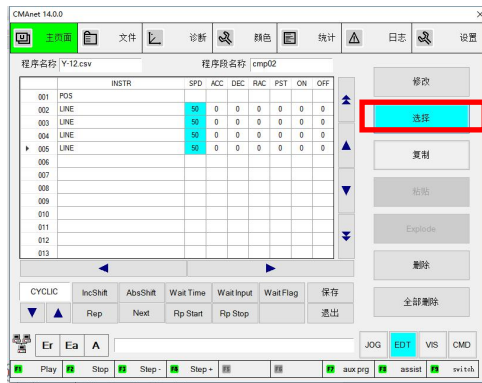 CMAnet 14.0.0
主页面 文件 诊断 颜色 统计 日志 设置
程序名称 Y-12.csv 程序段名称 cmp02
INSTR SPD ACC DEC RAC PST ON OFF
001 POS
002 LINE 50 0 0 0 0 0 0
003 LINE 50 0 0 0 0 0 0
004 LINE 50 0 0 0 0 0 0
005 LINE 50 0 0 0 0 0 0
006
007
008
009
010
011
012
013
修改
选择
复制
粘贴
Explode
删除
全部删除
CYCLIC IncShift AbsShift Wait Time Wait Input Wait Flag 保存
Rep Next Rp Start Rp Stop 退出
Er Ea A JOG EDT VIS CMD
F1 Play F2 Stop F3 Step - F4 Step + F5 F6 F7 aux prg F8 assist F9 switch